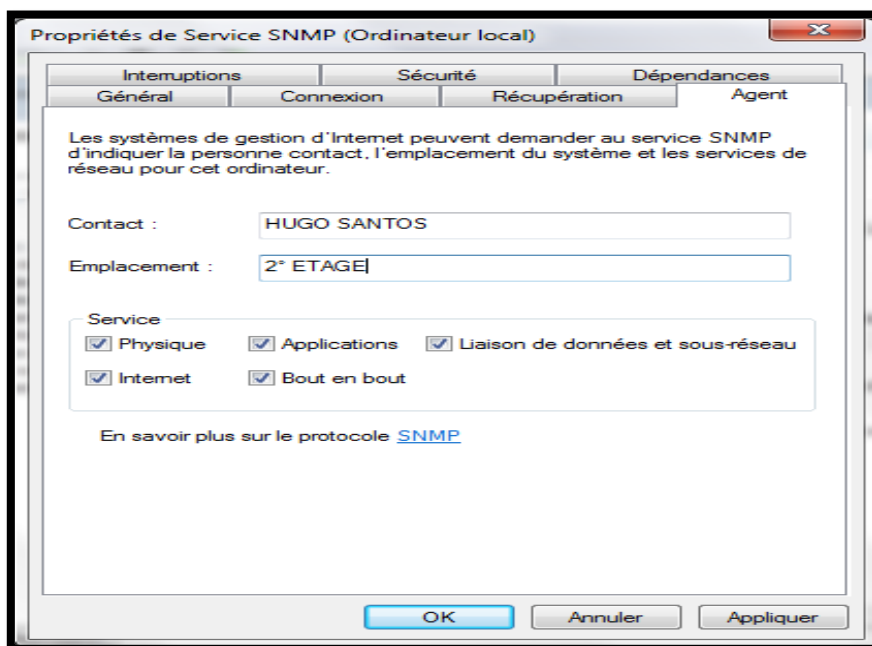 Propriétés de Service SNMP (Ordinateur local)
Interruptions Sécurité Dépendances
Général Connexion Récupération Agent
Les systèmes de gestion d'Internet peuvent demander au service SNMP
d'indiquer la personne contact, l'emplacement du système et les services de
réseau pour cet ordinateur.
Contact : HUGO SANTOS
Emplacement : 2° ETAGE
Service
Physique Applications Liaison de données et sous-réseau
Internet Bout en bout
En savoir plus sur le protocole SNMP
OK Annuler Appliquer